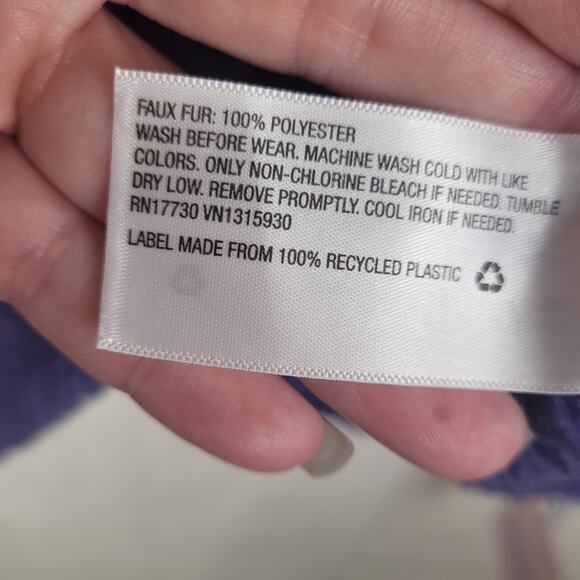 FAUX FUR: 100% POLYESTER
WASH BEFORE WEAR. MACHINE WASH COLD WITH LIKE
COLORS. ONLY NON-CHLORINE BLEACH IF NEEDED. TUMBLE
DRY LOW. REMOVE PROMPTLY. COOL IRON IF NEEDED.
RN17730 VN1315930
LABEL MADE FROM 100% RECYCLED PLASTIC